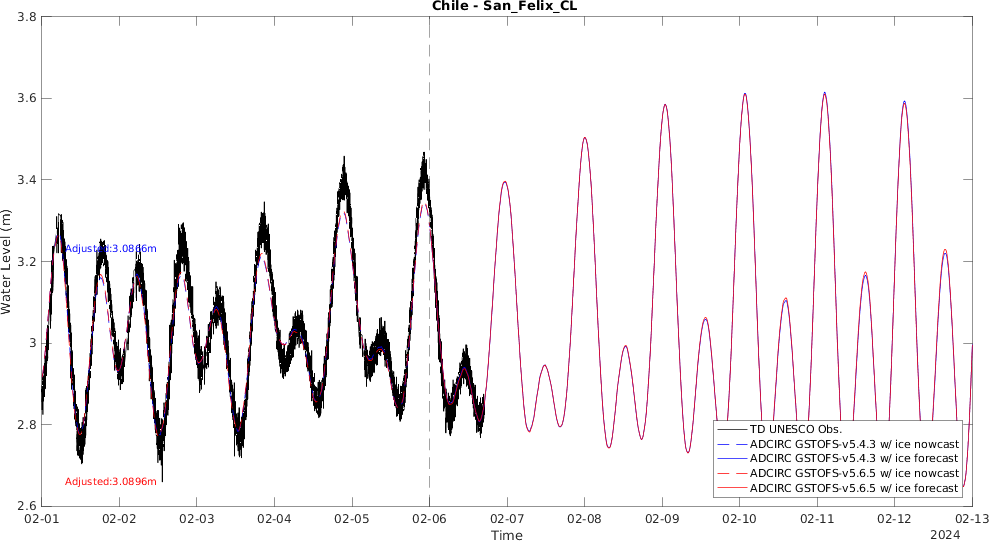 Chile - San_Felix_CL
3.8
3.6
3.4
3.2
3
2.8
2.6
Water Level (m)
Adjusted:3.0866m
Adjusted:3.0896m
TD UNESCO Obs.
ADCIRC GSTOFS-v5.4.3 w/ ice nowcast
ADCIRC GSTOFS-v5.4.3 w/ ice forecast
ADCIRC GSTOFS-v5.6.5 w/ ice nowcast
ADCIRC GSTOFS-v5.6.5 w/ ice forecast
02-01 02-02 02-03 02-04 02-05 02-06 02-07 02-08 02-09 02-10 02-11 02-12 02-13
Time
2024